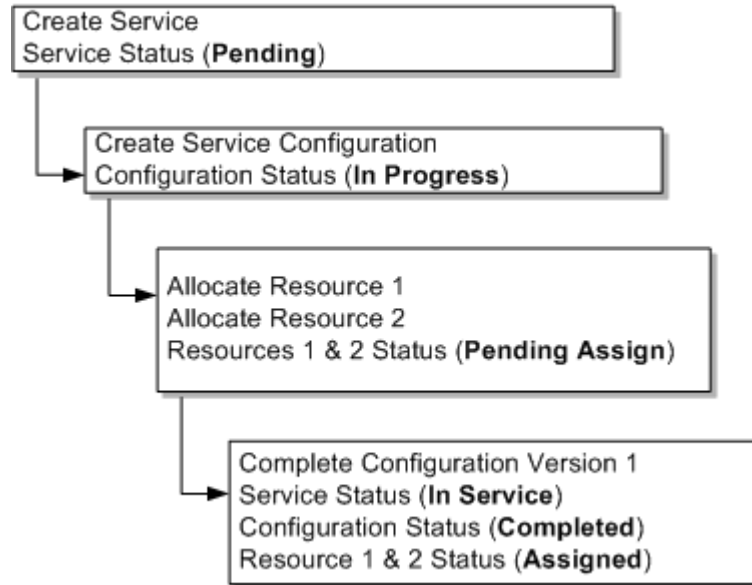 Create Service
Service Status (Pending)
Create Service Configuration
Configuration Status (In Progress)
Allocate Resource 1
Allocate Resource 2
Resources 1 & 2 Status (Pending Assign)
Complete Configuration Version 1
Service Status (In Service)
Configuration Status (Completed)
Resource 1 & 2 Status (Assigned)